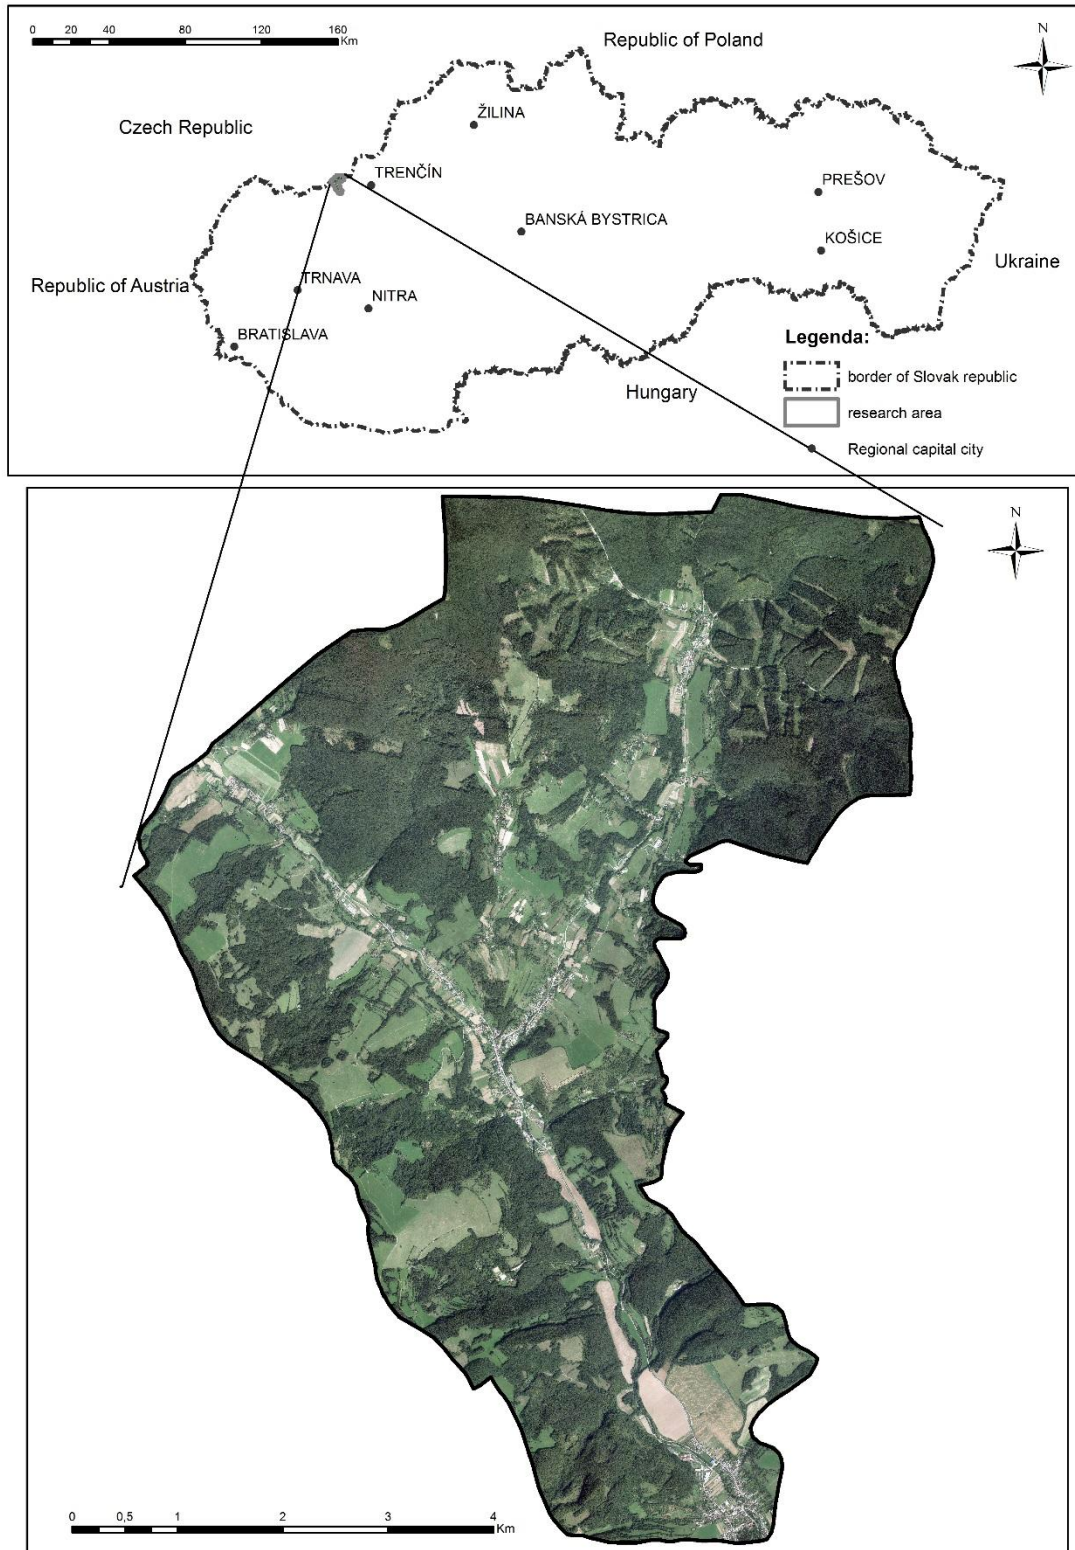 0 20 40 80 120 160
Km
N
Republic of Poland
Czech Republic
ŽILINA
TRENČÍN
PREŠOV
BANSKÁ BYSTRICA
KOŠICE
Ukraine
Republic of Austria
TRNAVA
NITRA
BRATISLAVA
Hungary
Legenda:
border of Slovak republic
research area
Regional capital city
N
0 0,5 1 2 3 4
Km